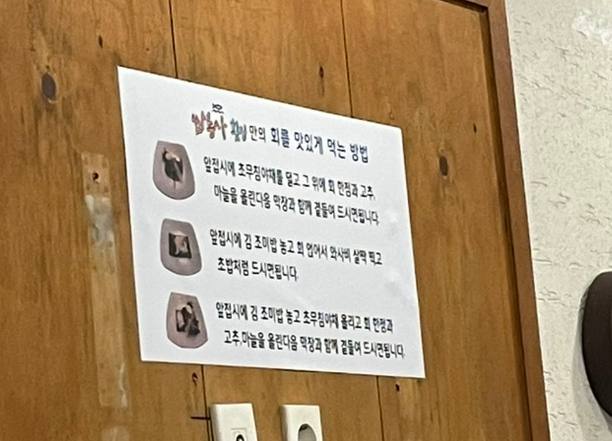 만의 회를 맛있게 먹는 방법
앞접시에 초무침야채를 덜고 그 위에 회 한점과 고추,
마늘을 올린다음 막장과 함께 곁들여 드시면됩니다.
앞접시에 김 조미밥 놓고 회 얹어서 와사비 살짝 찍고
초밥처럼 드시면됩니다.
앞접시에 김 조미밥 놓고 초무침야채 올리고 회 한점과
고추,마늘을 올린다음 막장과 함께 곁들여 드시면됩니다.